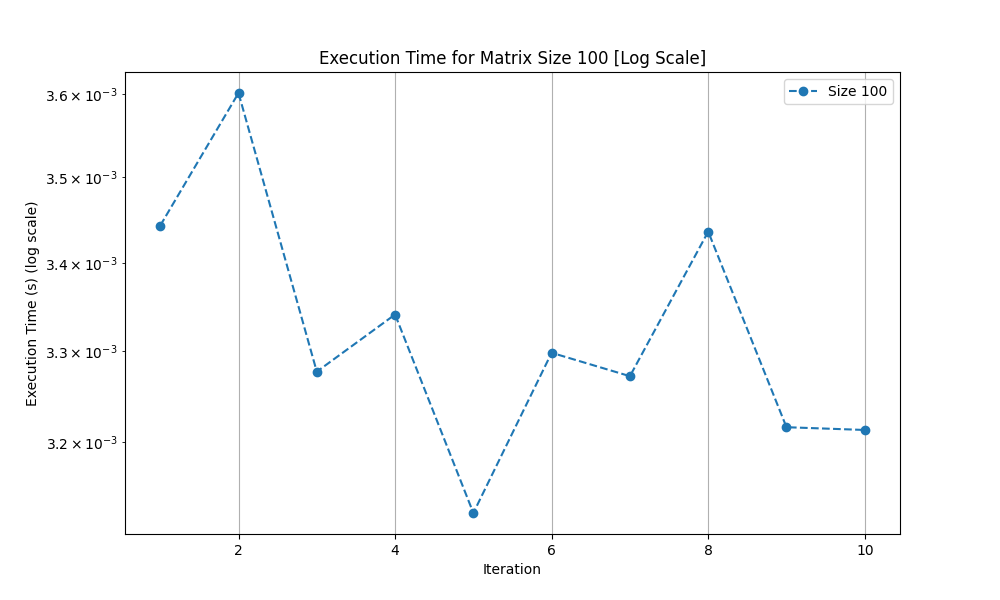 Execution Time for Matrix Size 100 [Log Scale]
Size 100
Execution Time (s) (log scale)
3.6 × 10⁻³
3.5 × 10⁻³
3.4 × 10⁻³
3.3 × 10⁻³
3.2 × 10⁻³
2 4 6 8 10
Iteration